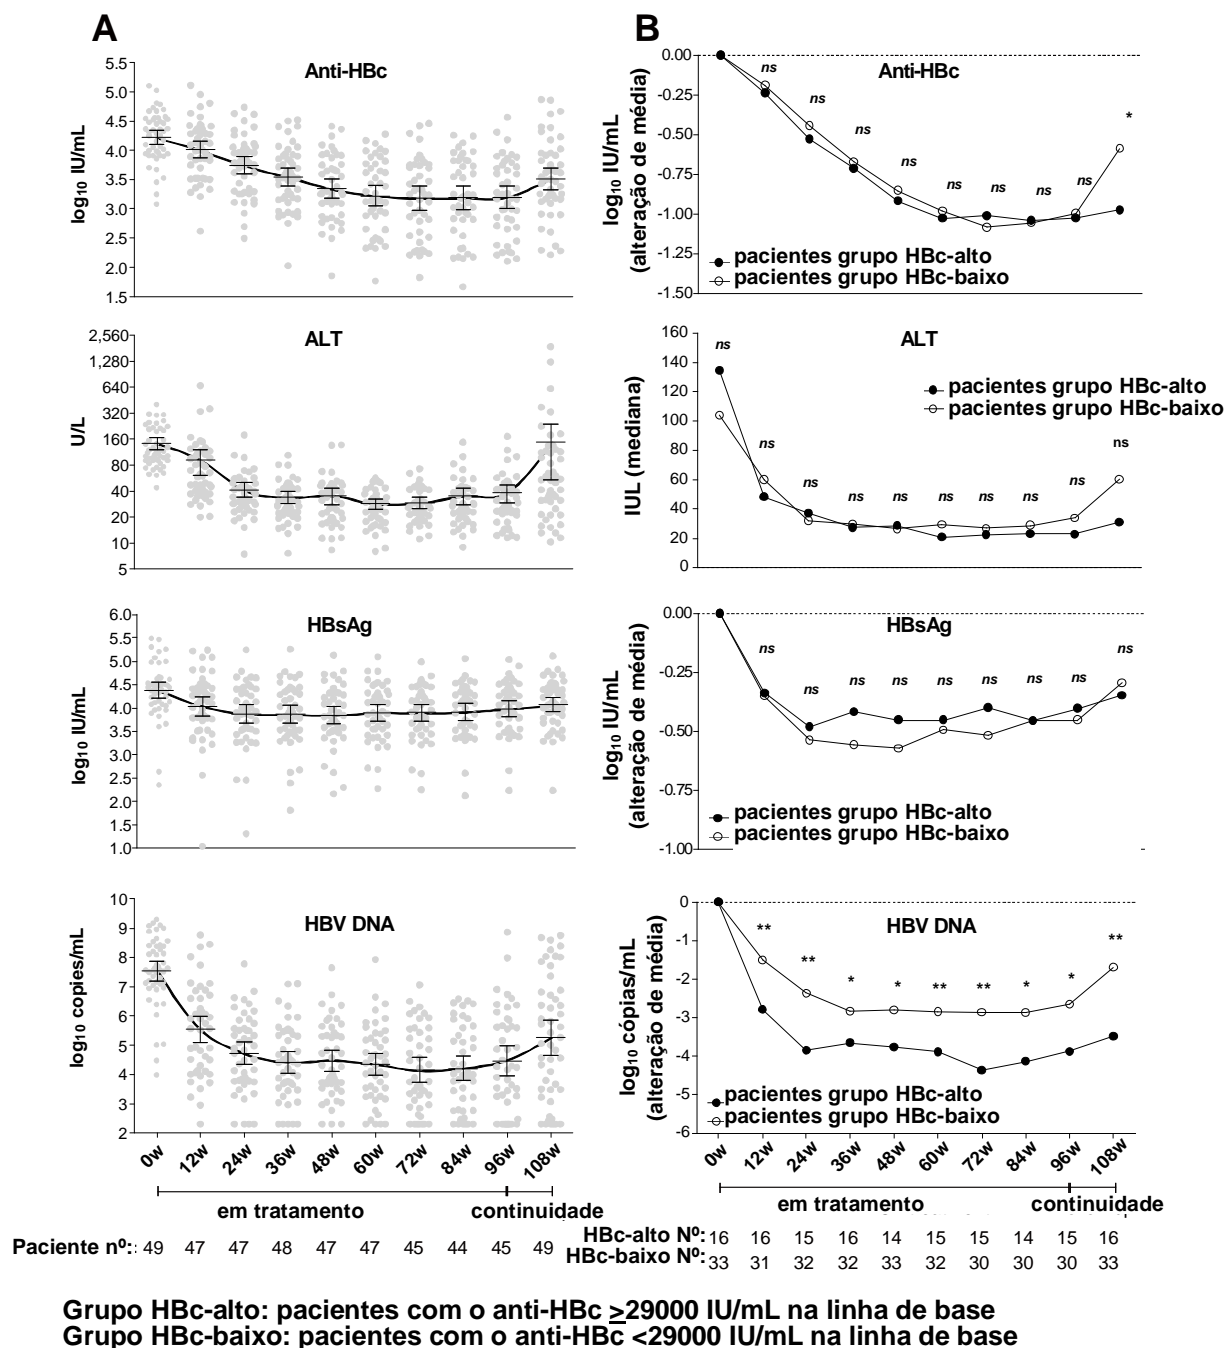 A
Anti-HBc
log₁₀ IU/mL
5.5
5.0
4.5
4.0
3.5
3.0
2.5
2.0
1.5
ALT
U/L
2,560
1,280
640
320
160
80
40
20
10
5
HBsAg
log₁₀ IU/mL
6.0
5.5
5.0
4.5
4.0
3.5
3.0
2.5
2.0
1.5
1.0
HBV DNA
log₁₀ copies/mL
10
9
8
7
6
5
4
3
2
0w 12w 24w 36w 48w 60w 72w 84w 96w 108w
em tratamento continuidade
Paciente nº: 49 47 47 48 47 47 45 44 45 49
B
Anti-HBc
log₁₀ IU/mL
(alteração de média)
0.00
-0.25
-0.50
-0.75
-1.00
-1.25
-1.50
ns ns ns ns ns ns ns ns *
pacientes grupo HBc-alto
pacientes grupo HBc-baixo
ALT
IUL (mediana)
160
140
120
100
80
60
40
20
0
ns ns ns ns ns ns ns ns ns ns
pacientes grupo HBc-alto
pacientes grupo HBc-baixo
HBsAg
log₁₀ IU/mL
(alteração de média)
0.00
-0.25
-0.50
-0.75
-1.00
ns ns ns ns ns ns ns ns ns
pacientes grupo HBc-alto
pacientes grupo HBc-baixo
HBV DNA
log₁₀ cópias/mL
(alteração de média)
0
-1
-2
-3
-4
-5
-6
** ** * * ** ** * * **
pacientes grupo HBc-alto
pacientes grupo HBc-baixo
0w 12w 24w 36w 48w 60w 72w 84w 96w 108w
em tratamento continuidade
HBc-alto Nº: 16 16 15 16 14 15 15 14 15 16
HBc-baixo Nº: 33 31 32 32 33 32 30 30 30 33
Grupo HBc-alto: pacientes com o anti-HBc ≥29000 IU/mL na linha de base
Grupo HBc-baixo: pacientes com o anti-HBc <29000 IU/mL na linha de base